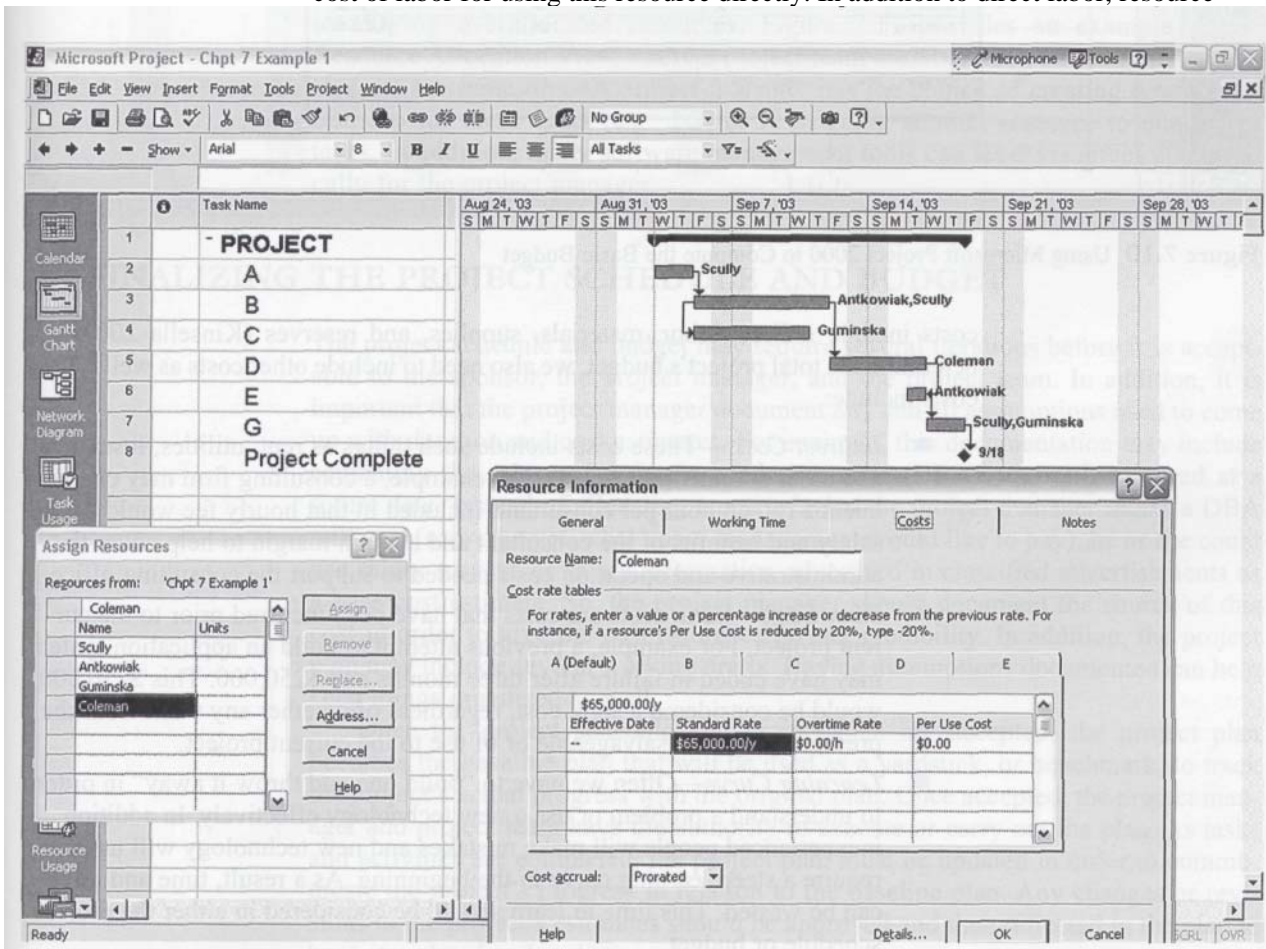 cost of label for using this resource directly. In addition to direct labor, resource
Microsoft Project - Chpt 7 Example 1
Microphone Tools
File Edit View Insert Format Tools Project Window Help
No Group
Show Arial 8 B I U All Tasks
Task Name
Aug 24, '03 Aug 31, '03 Sep 7, '03 Sep 14, '03 Sep 21, '03 Sep 28, '03
S M T W T F S S M T W T F S S M T W T F S S M T W T F S S M T W T F S S M T W T F
Calendar
Gantt Chart
Network Diagram
Task Usage
Resource Usage
1 - PROJECT
2 A
3 B
4 C
5 D
6 E
7 G
8 Project Complete
Scully
Antkowiak,Scully
Guminska
Coleman
Antkowiak
Scully,Guminska
9/18
Assign Resources
Resources from: 'Chpt 7 Example 1'
Coleman
Name Units
Scully
Antkowiak
Guminska
Coleman
Assign
Remove
Replace...
Address...
Cancel
Help
Resource Information
General Working Time Costs Notes
Resource Name: Coleman
Cost rate tables
For rates, enter a value or a percentage increase or decrease from the previous rate. For
instance, if a resource's Per Use Cost is reduced by 20%, type -20%.
A (Default) B C D E
$65,000.00/y
Effective Date Standard Rate Overtime Rate Per Use Cost
-- $65,000.00/y $0.00/h $0.00
Cost accrual: Prorated
Help Details... OK Cancel
Ready
SCRL OVR